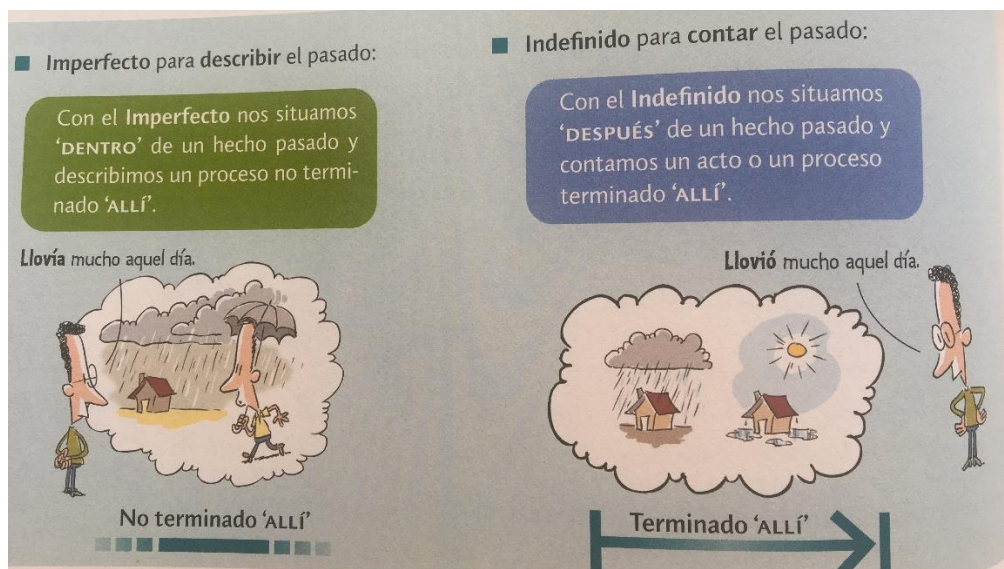 Imperfecto para describir el pasado:
Con el Imperfecto nos situamos
‘DENTRO’ de un hecho pasado y
describimos un proceso no termi-
nado ‘ALLÍ’.
Llovía mucho aquel día.
No terminado ‘ALLÍ’
Indefinido para contar el pasado:
Con el Indefinido nos situamos
‘DESPUÉS’ de un hecho pasado y
contamos un acto o un proceso
terminado ‘ALLÍ’.
Llovió mucho aquel día.
Terminado ‘ALLÍ’